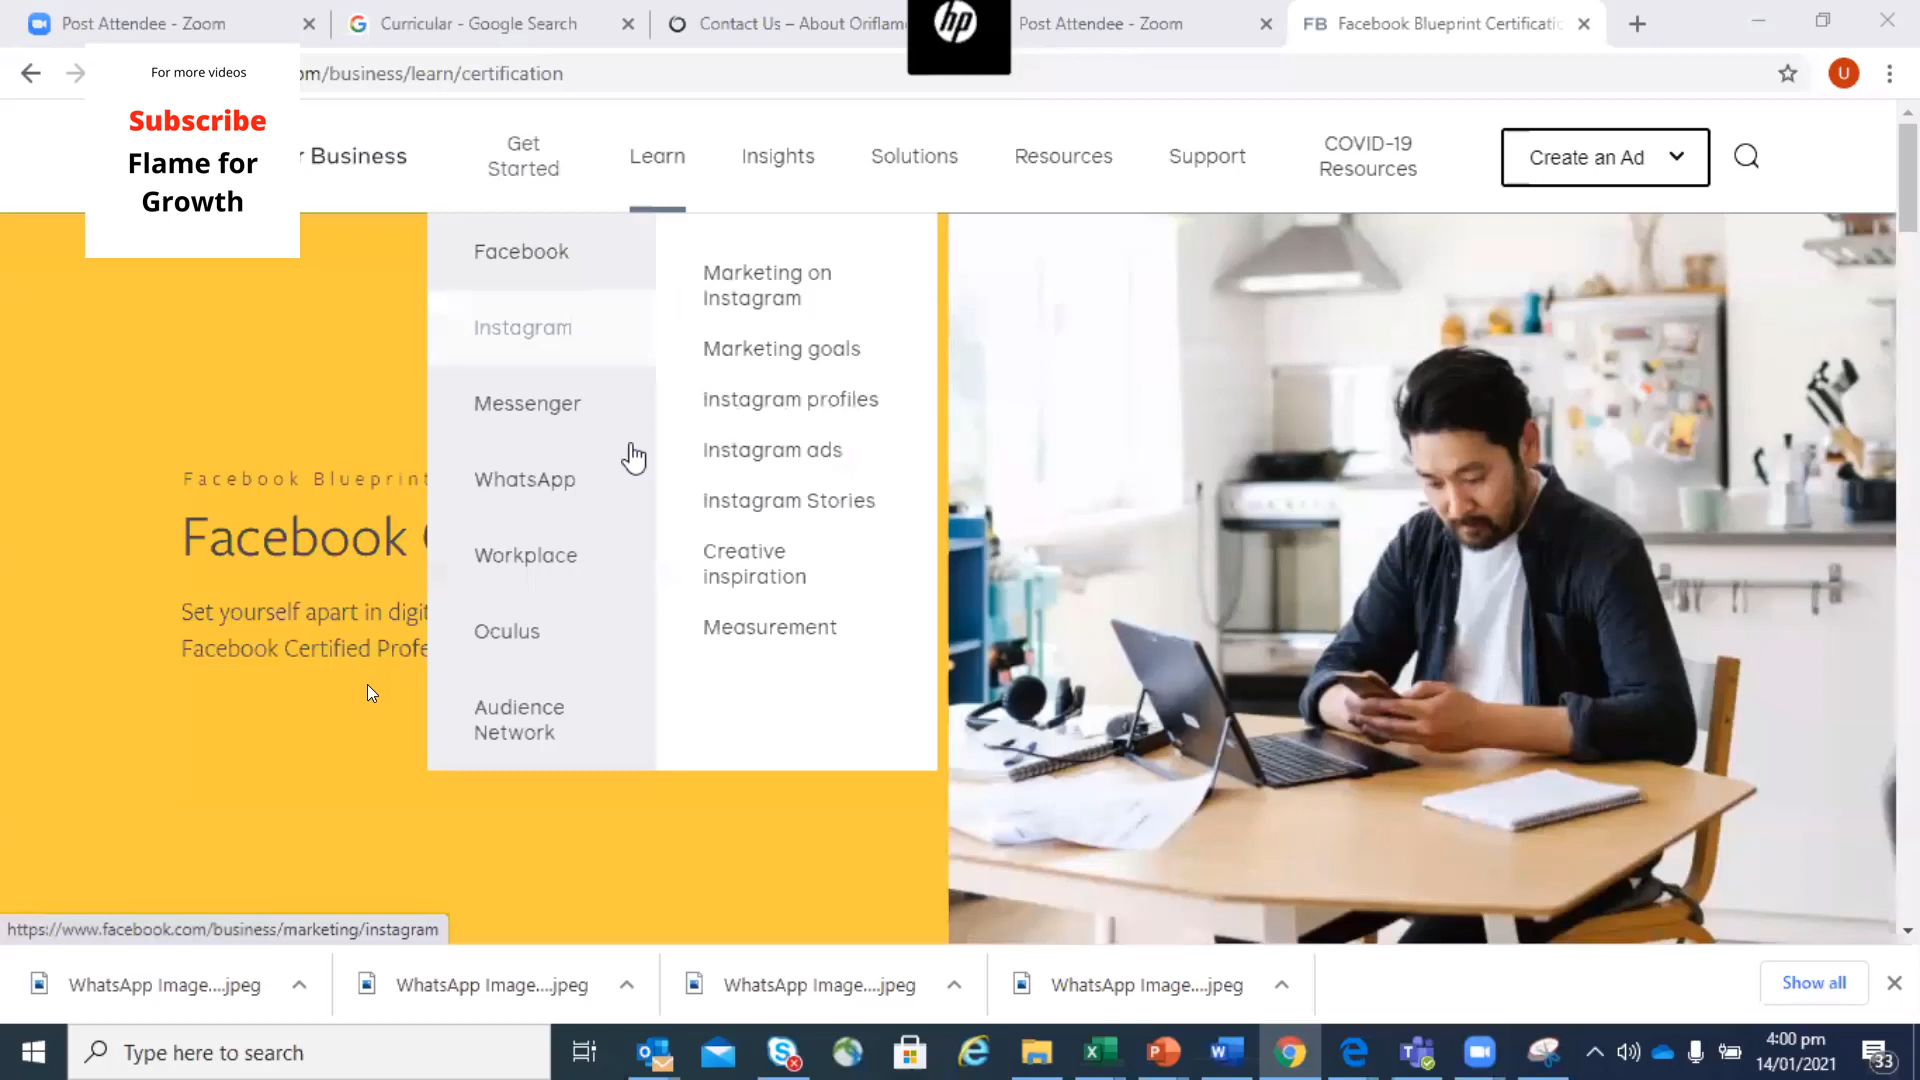 Post Attendee - Zoom
Curricular - Google Search
Contact Us – About Oriflam
hp
Post Attendee - Zoom
FB Facebook Blueprint Certificatic
om/business/learn/certification
U
For more videos
Subscribe
Flame for
Growth
r Business
Get
Started
Learn
Insights
Solutions
Resources
Support
COVID-19
Resources
Create an Ad
Facebook
Instagram
Messenger
WhatsApp
Workplace
Oculus
Audience
Network
Marketing on
Instagram
Marketing goals
Instagram profiles
Instagram ads
Instagram Stories
Creative
inspiration
Measurement
Facebook Blueprint
Facebook
Set yourself apart in digit
Facebook Certified Profe
https://www.facebook.com/business/marketing/instagram
WhatsApp Image....jpeg
WhatsApp Image....jpeg
WhatsApp Image....jpeg
WhatsApp Image....jpeg
Show all
Type here to search
4:00 pm
14/01/2021
33